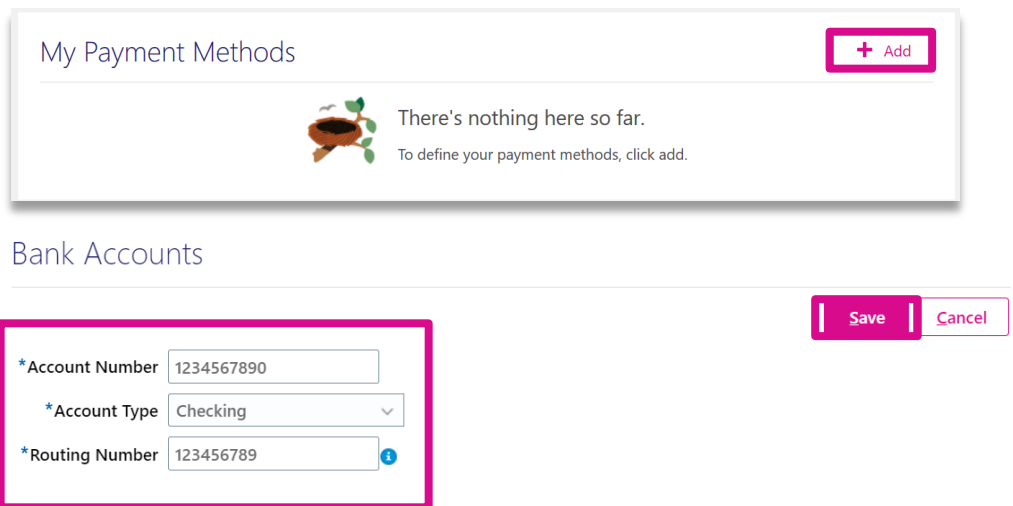 My Payment Methods
+ Add
There's nothing here so far.
To define your payment methods, click add.
Bank Accounts
Save Cancel
*Account Number 1234567890
*Account Type Checking
*Routing Number 123456789